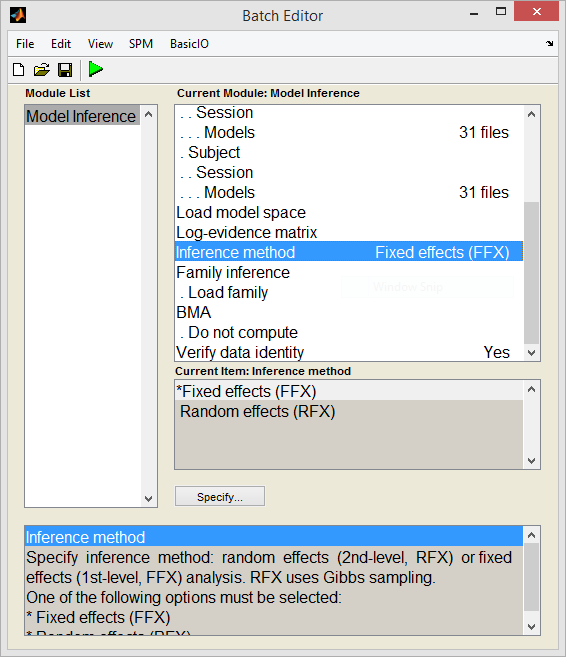 Batch Editor
File Edit View SPM BasicIO
Module List
Model Inference
Current Module: Model Inference
. . Session
. . . Models 31 files
. Subject
. . Session
. . . Models 31 files
Load model space
Log-evidence matrix
Inference method Fixed effects (FFX)
Family inference
. Load family
BMA
. Do not compute
Verify data identity Yes
Current Item: Inference method
*Fixed effects (FFX)
Random effects (RFX)
Specify...
Inference method
Specify inference method: random effects (2nd-level, RFX) or fixed
effects (1st-level, FFX) analysis. RFX uses Gibbs sampling.
One of the following options must be selected:
* Fixed effects (FFX)
* Random effects (RFX)